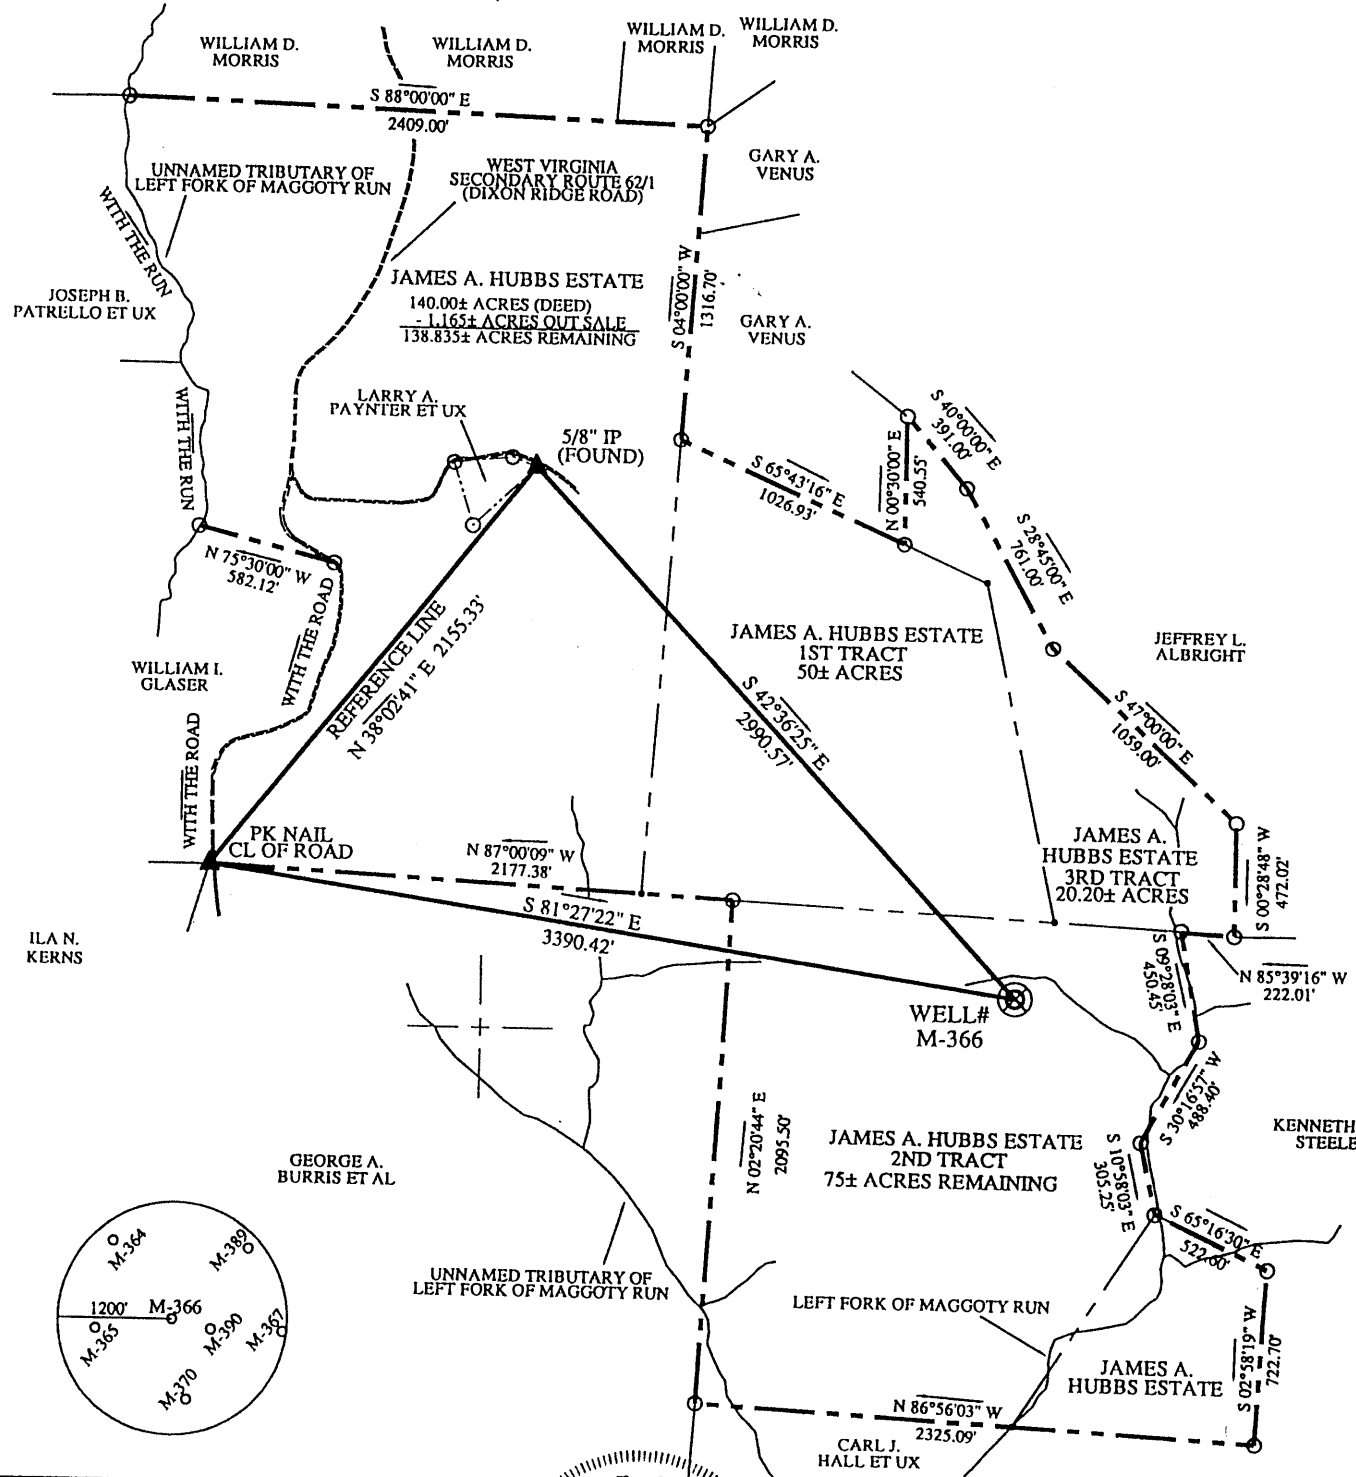 WILLIAM D.
MORRIS
WILLIAM D.
MORRIS
WILLIAM D.
MORRIS
WILLIAM D.
MORRIS
S 88°00'00" E
2409.00'
UNNAMED TRIBUTARY OF
LEFT FORK OF MAGGOTY RUN
WEST VIRGINIA
SECONDARY ROUTE 62/1
(DIXON RIDGE ROAD)
GARY A.
VENUS
WITH THE RUN
JOSEPH B.
PATRELLO ET UX
JAMES A. HUBBS ESTATE
140.00± ACRES (DEED)
- 1.165± ACRES OUT SALE
138.835± ACRES REMAINING
S 04°00'00" W
1316.70'
GARY A.
VENUS
WITH THE RUN
LARRY A.
PAYNTER ET UX
5/8" IP
(FOUND)
S 65°43'16" E
1026.93'
N 00°30'00" E
540.55'
S 40°00'00" E
391.00'
S 28°45'00" E
761.00'
N 75°30'00" W
582.12'
WITH THE ROAD
REFERENCE LINE
N 38°02'41" E 2155.33'
JAMES A. HUBBS ESTATE
1ST TRACT
50± ACRES
JEFFREY L.
ALBRIGHT
WILLIAM I.
GLASER
S 42°36'25" E
2990.57'
S 47°00'00" E
1059.00'
WITH THE ROAD
PK NAIL
CL OF ROAD
N 87°00'09" W
2177.38'
JAMES A.
HUBBS ESTATE
3RD TRACT
20.20± ACRES
S 00°28'48" W
472.02'
S 81°27'22" E
3390.42'
ILA N.
KERNS
S 09°28'03" E
450.45'
N 85°39'16" W
222.01'
WELL#
M-366
S 30°16'57" W
488.40'
N 02°20'44" E
2095.50'
JAMES A. HUBBS ESTATE
2ND TRACT
75± ACRES REMAINING
S 10°58'03" E
305.25'
KENNETH
STEELE
GEORGE A.
BURRIS ET AL
S 65°16'30" E
522.60'
M-364
M-389
1200'
M-366
M-365
M-390
M-367
M-370
UNNAMED TRIBUTARY OF
LEFT FORK OF MAGGOTY RUN
LEFT FORK OF MAGGOTY RUN
S 02°58'19" W
722.70'
JAMES A.
HUBBS ESTATE
N 86°56'03" W
2325.09'
CARL J.
HALL ET UX